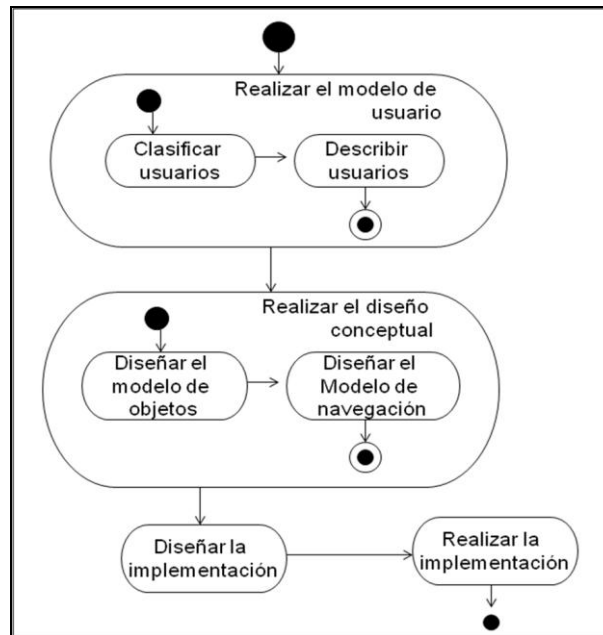 Realizar el modelo de
usuario
Clasificar
usuarios
Describir
usuarios
Realizar el diseño
conceptual
Diseñar el
modelo de
objetos
Diseñar el
Modelo de
navegación
Diseñar la
implementación
Realizar la
implementación